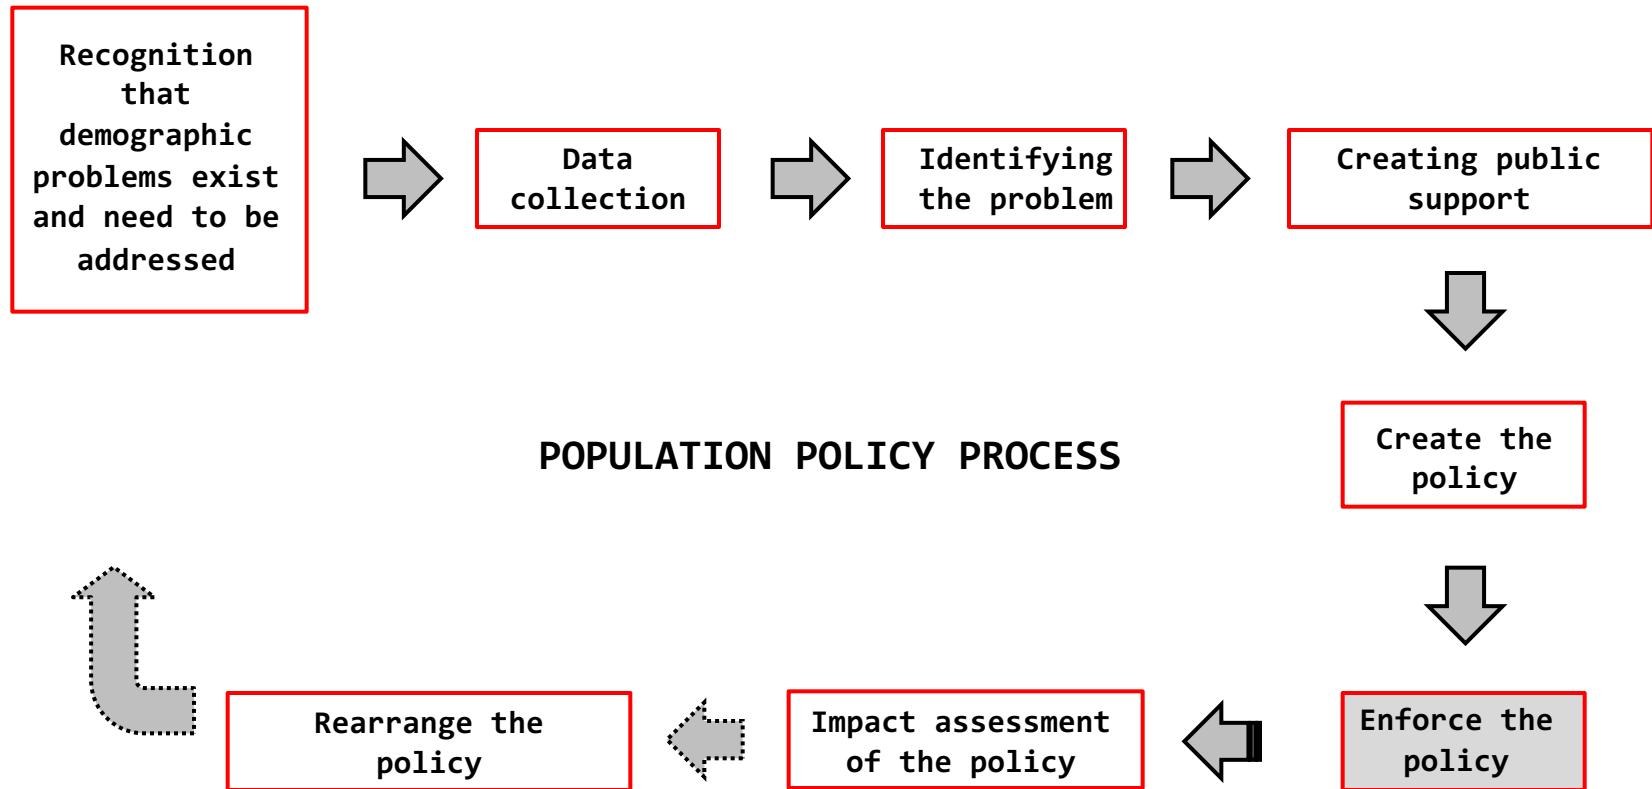 Recognition
that
demographic
problems exist
and need to be
addressed
Data
collection
Identifying
the problem
Creating public
support
POPULATION POLICY PROCESS
Create the
policy
Enforce the
policy
Impact assessment
of the policy
Rearrange the
policy